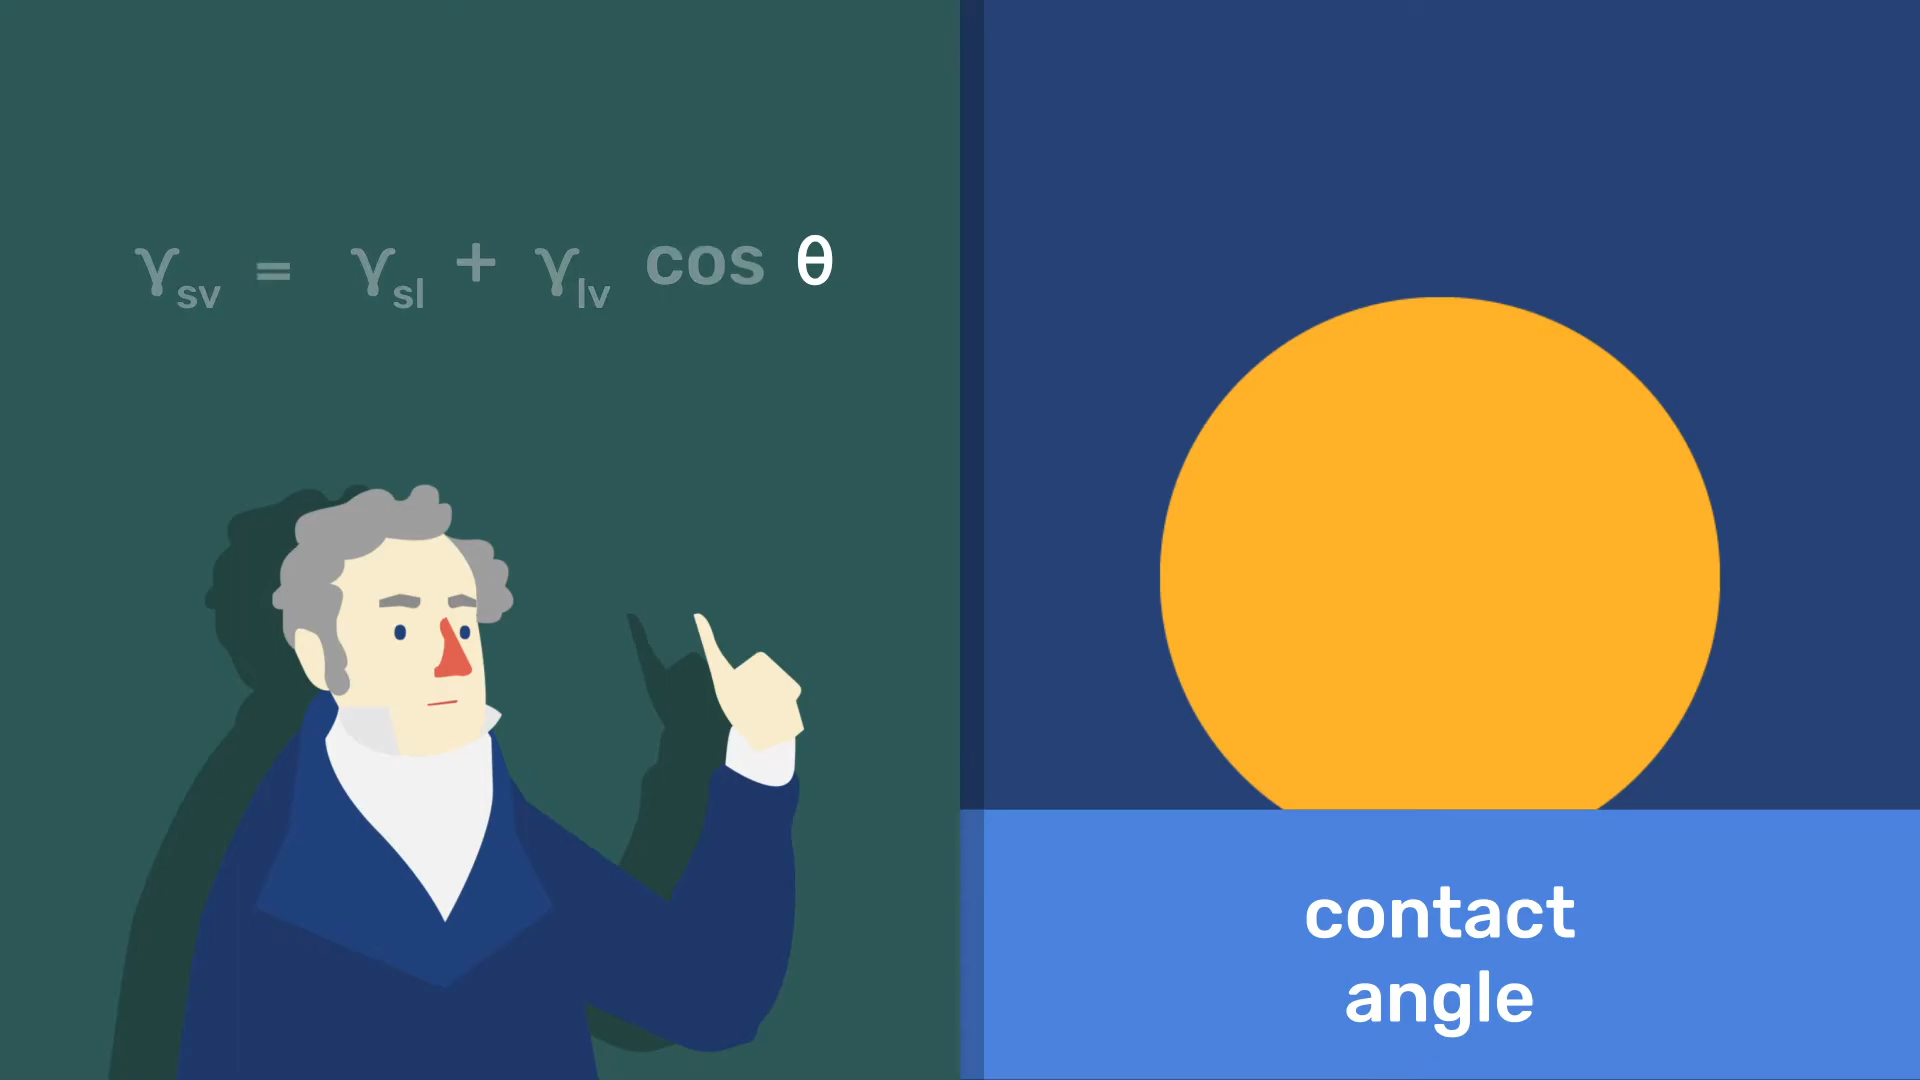 γsv = γsl + γlv cos θ
contact
angle